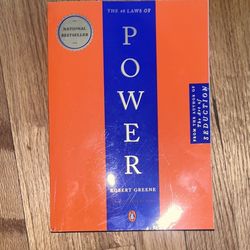 THE 48 LAWS OF
NATIONAL
BESTSELLER
P
O
W
E
R
ROBERT GREENE
FROM THE AUTHOR OF
The Art of
SEDUCTION